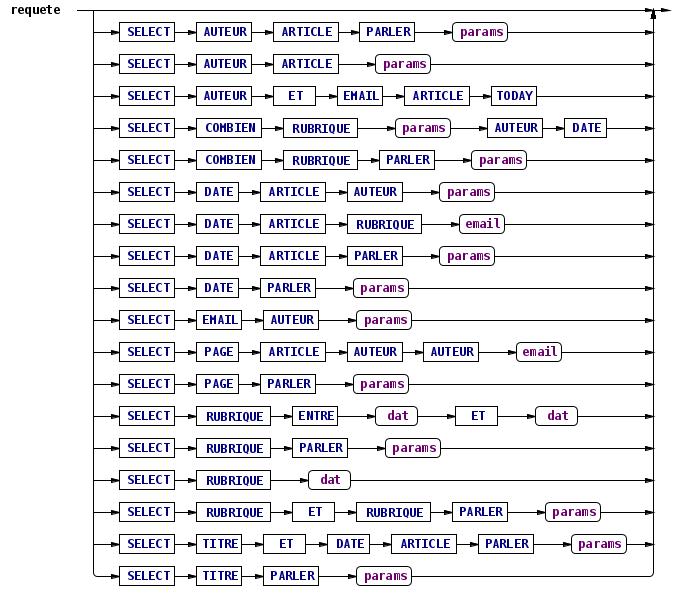 requete
SELECT AUTEUR ARTICLE PARLER params
SELECT AUTEUR ARTICLE params
SELECT AUTEUR ET EMAIL ARTICLE TODAY
SELECT COMBIEN RUBRIQUE params AUTEUR DATE
SELECT COMBIEN RUBRIQUE PARLER params
SELECT DATE ARTICLE AUTEUR params
SELECT DATE ARTICLE RUBRIQUE email
SELECT DATE ARTICLE PARLER params
SELECT DATE PARLER params
SELECT EMAIL AUTEUR params
SELECT PAGE ARTICLE AUTEUR AUTEUR email
SELECT PAGE PARLER params
SELECT RUBRIQUE ENTRE dat ET dat
SELECT RUBRIQUE PARLER params
SELECT RUBRIQUE dat
SELECT RUBRIQUE ET RUBRIQUE PARLER params
SELECT TITRE ET DATE ARTICLE PARLER params
SELECT TITRE PARLER params